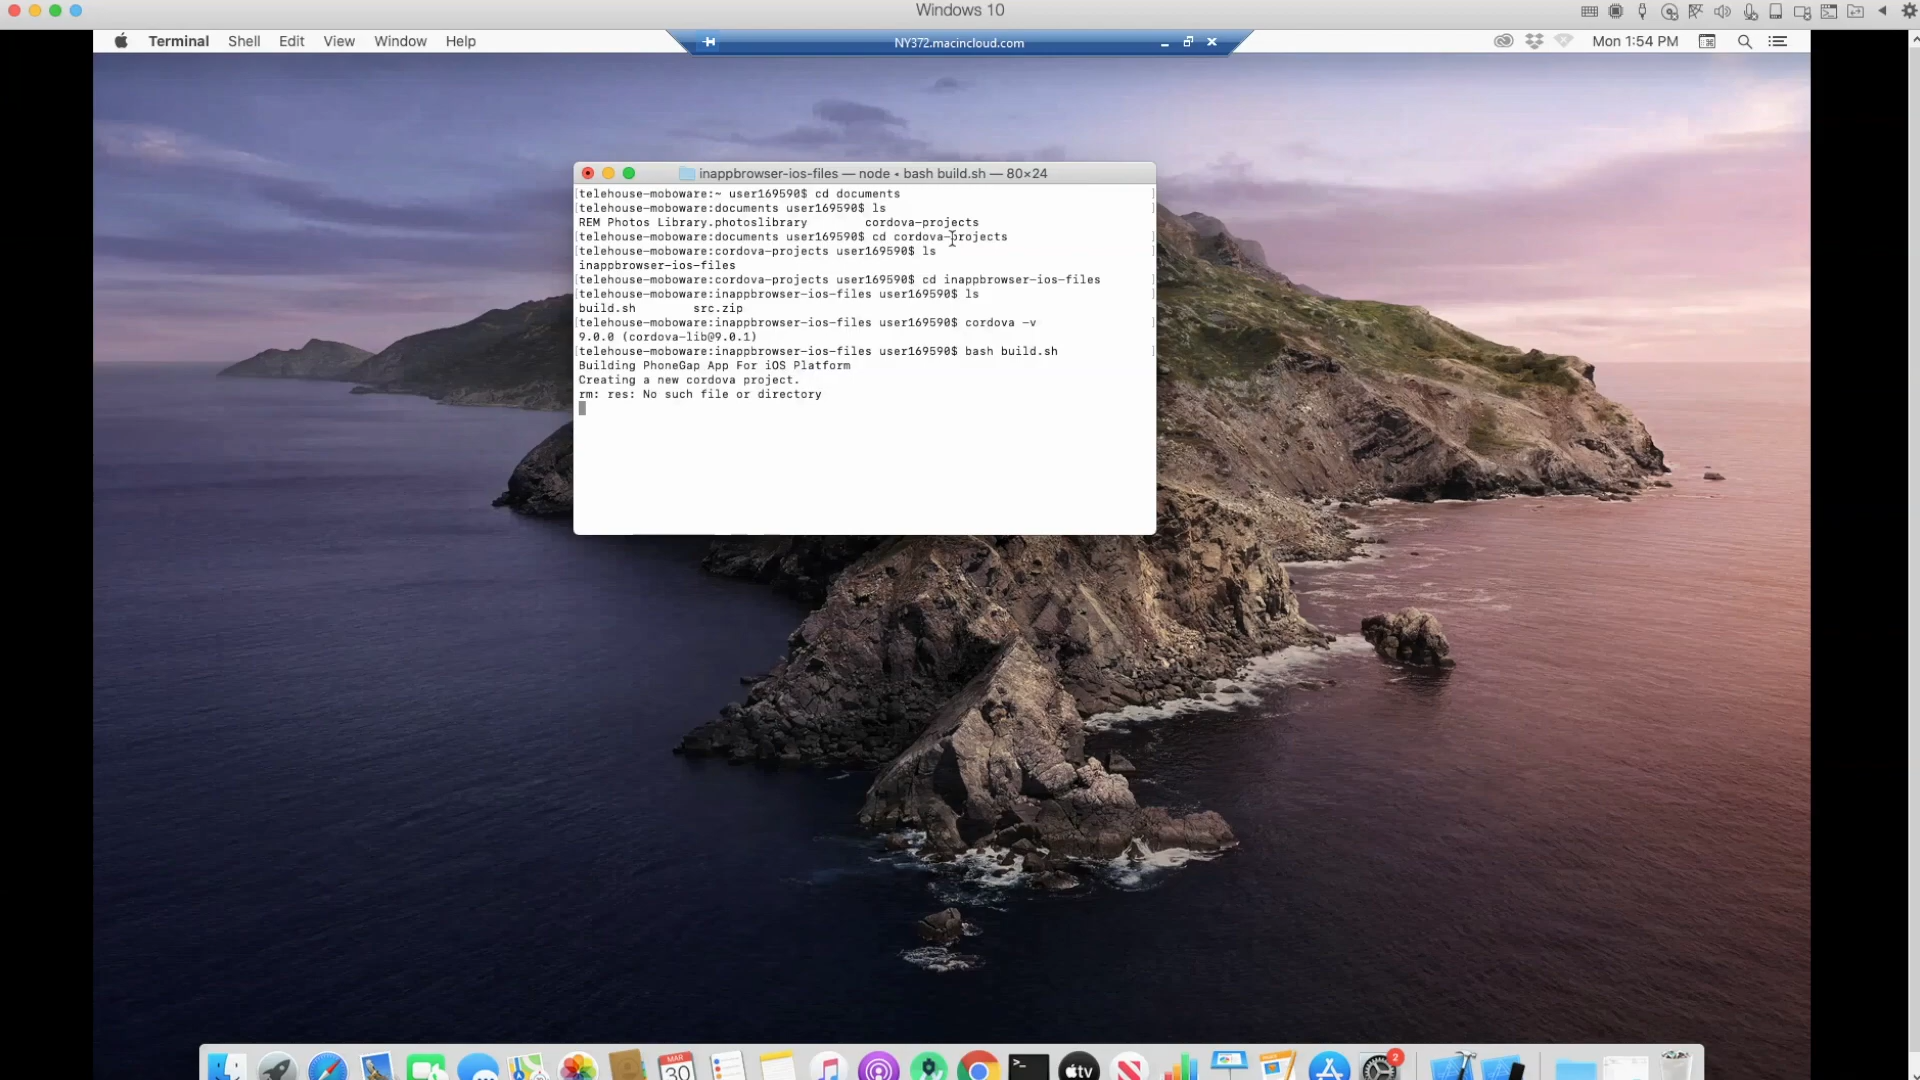 Windows 10
Terminal Shell Edit View Window Help
NY372.macincloud.com
Mon 1:54 PM
inappbrowser-ios-files — node • bash build.sh — 80×24
[telehouse-moboware:~ user169590$ cd documents ]
[telehouse-moboware:documents user169590$ ls ]
REM Photos Library.photoslibrary cordova-projects
[telehouse-moboware:documents user169590$ cd cordova-projects ]
[telehouse-moboware:cordova-projects user169590$ ls ]
inappbrowser-ios-files
[telehouse-moboware:cordova-projects user169590$ cd inappbrowser-ios-files ]
[telehouse-moboware:inappbrowser-ios-files user169590$ ls ]
build.sh src.zip
[telehouse-moboware:inappbrowser-ios-files user169590$ cordova -v ]
9.0.0 (cordova-lib@9.0.1)
[telehouse-moboware:inappbrowser-ios-files user169590$ bash build.sh ]
Building PhoneGap App For iOS Platform
Creating a new cordova project.
rm: res: No such file or directory
MAR
30
tv
2